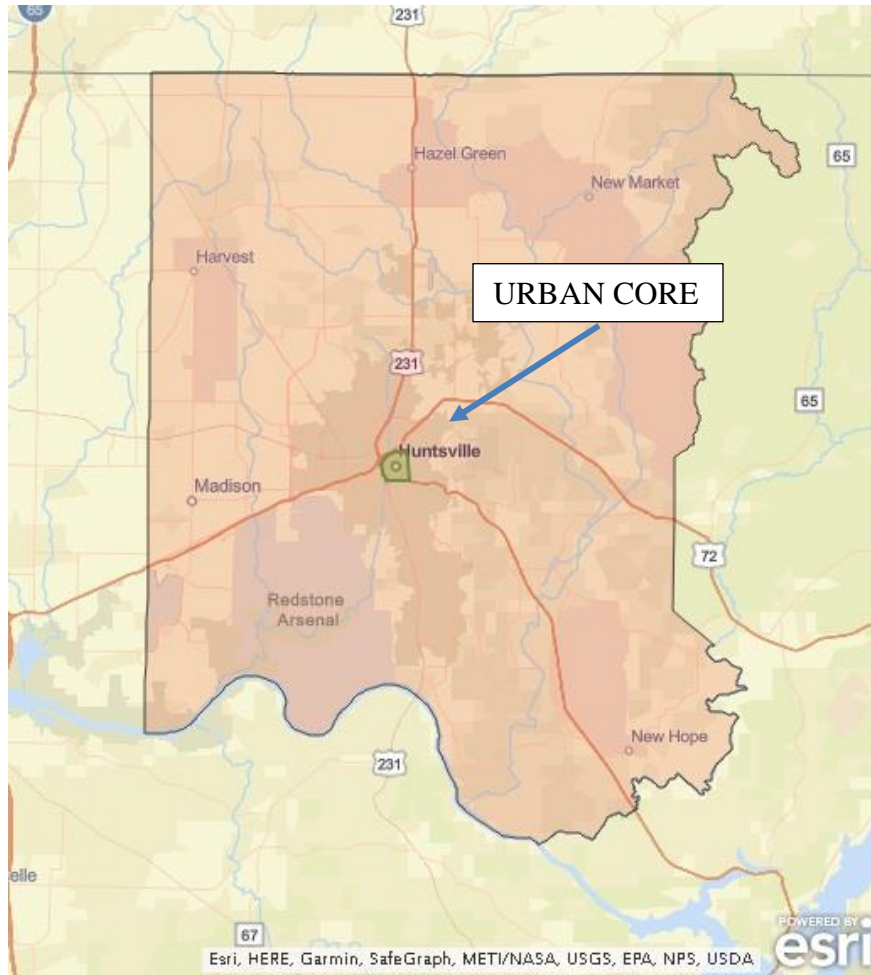 65
231
Hazel Green
65
New Market
Harvest
URBAN CORE
231
65
Huntsville
Madison
72
Redstone
Arsenal
New Hope
231
elle
67
POWERED BY
esri
Esri, HERE, Garmin, SafeGraph, METI/NASA, USGS, EPA, NPS, USDA